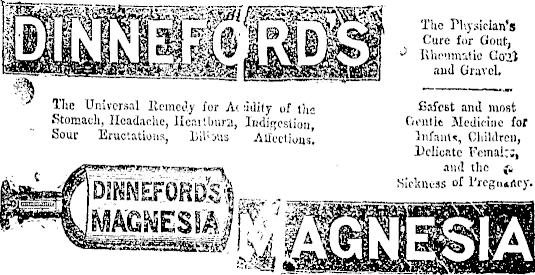 DINNEFORD'S
The Physician's
Cure for Gout,
Rheumatic Gout
and Gravel.
The Universal Remedy for Acidity of the
Stomach, Headache, Heartburn, Indigestion,
Sour Eructations, Bilious Affections.
Safest and most
Gentle Medicine for
Infants, Children,
Delicate Females,
and the
Sickness of Pregnancy.
DINNEFORD'S
MAGNESIA
MAGNESIA